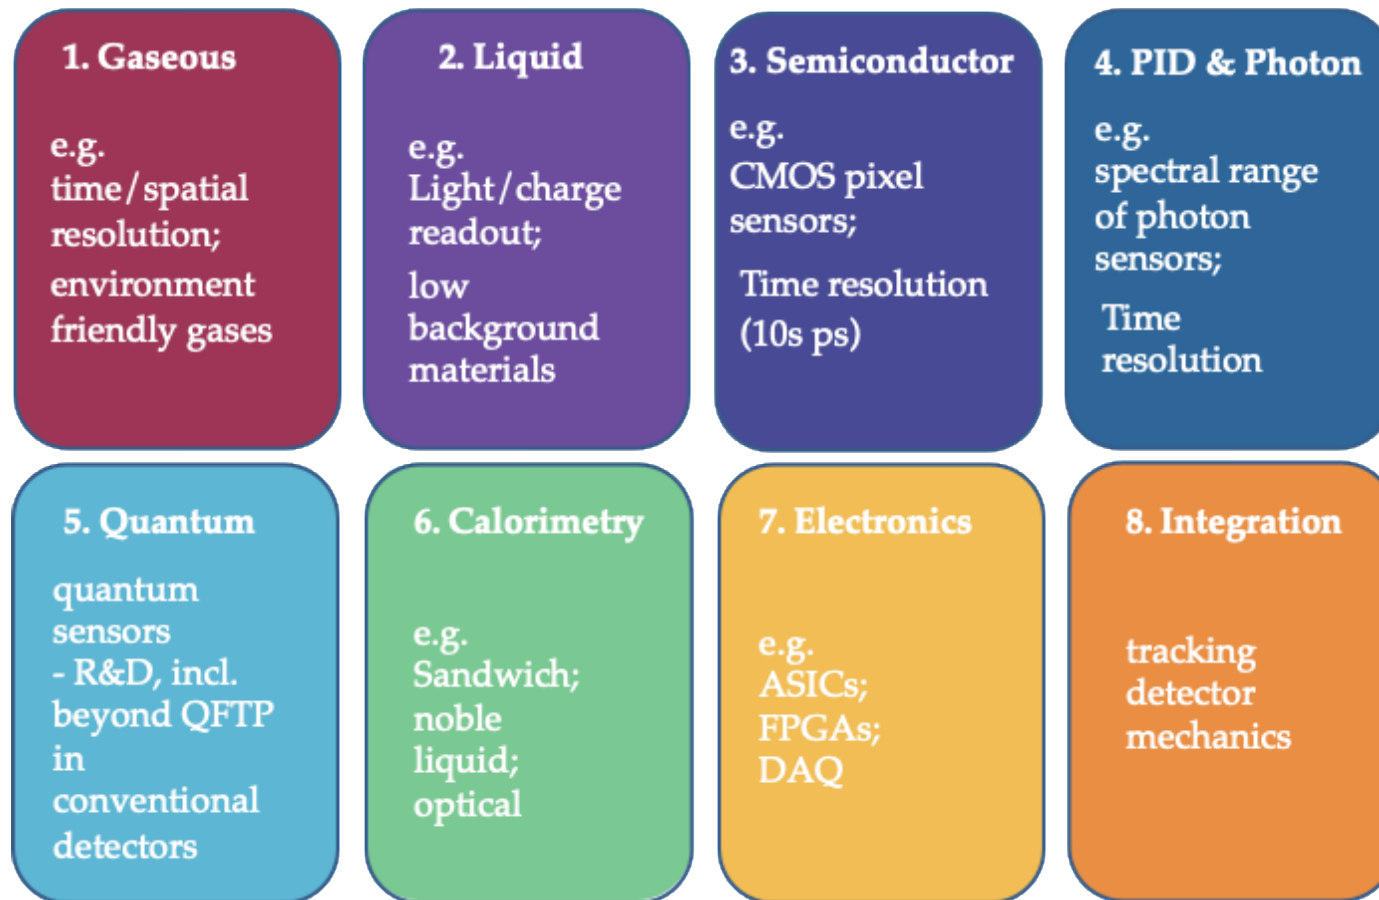 1. Gaseous
e.g.
time/spatial
resolution;
environment
friendly gases
2. Liquid
e.g.
Light/charge
readout;
low
background
materials
3. Semiconductor
e.g.
CMOS pixel
sensors;
Time resolution
(10s ps)
4. PID & Photon
e.g.
spectral range
of photon
sensors;
Time
resolution
5. Quantum
quantum
sensors
- R&D, incl.
beyond QFTP
in
conventional
detectors
6. Calorimetry
e.g.
Sandwich;
noble
liquid;
optical
7. Electronics
e.g.
ASICs;
FPGAs;
DAQ
8. Integration
tracking
detector
mechanics